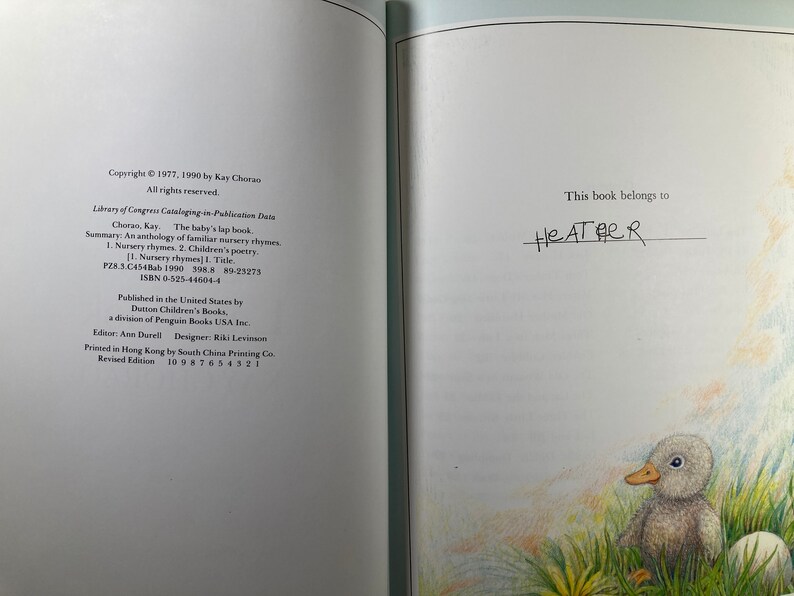 Copyright © 1977, 1990 by Kay Chorao
All rights reserved.
Library of Congress Cataloging-in-Publication Data
Chorao, Kay. The baby's lap book.
Summary: An anthology of familiar nursery rhymes.
1. Nursery rhymes. 2. Children's poetry.
[1. Nursery rhymes] I. Title.
PZ8.3.C454Bab 1990 398.8 89-23273
ISBN 0-525-44604-4
Published in the United States by
Dutton Children's Books,
a division of Penguin Books USA Inc.
Editor: Ann Durell Designer: Riki Levinson
Printed in Hong Kong by South China Printing Co.
Revised Edition 10 9 8 7 6 5 4 3 2 1
This book belongs to
HeATHeR